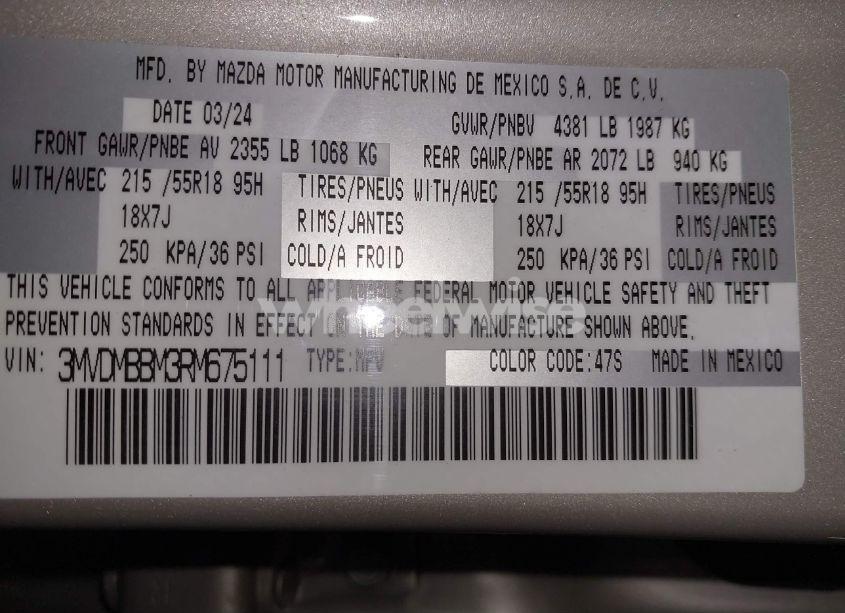 MFD. BY MAZDA MOTOR MANUFACTURING DE MEXICO S.A. DE C.V.
DATE 03/24 GVWR/PNBV 4381 LB 1987 KG
FRONT GAWR/PNBE AV 2355 LB 1068 KG REAR GAWR/PNBE AR 2072 LB 940 KG
WITH/AVEC 215 /55R18 95H TIRES/PNEUS WITH/AVEC 215 /55R18 95H TIRES/PNEUS
18X7J RIMS/JANTES 18X7J RIMS/JANTES
250 KPA/36 PSI COLD/A FROID 250 KPA/36 PSI COLD/A FROID
THIS VEHICLE CONFORMS TO ALL APPLICABLE FEDERAL MOTOR VEHICLE SAFETY AND THEFT
PREVENTION STANDARDS IN EFFECT ON THE DATE OF MANUFACTURE SHOWN ABOVE.
VIN: 3MVDMBBM3RM675111 TYPE:MPV COLOR CODE:47S MADE IN MEXICO
wheelwise